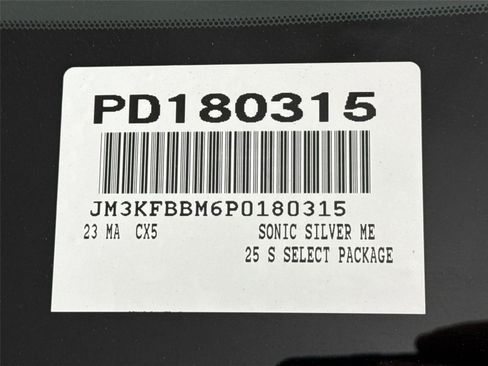 PD180315
JM3KFBBM6P0180315
23 MA CX5 SONIC SILVER ME
25 S SELECT PACKAGE